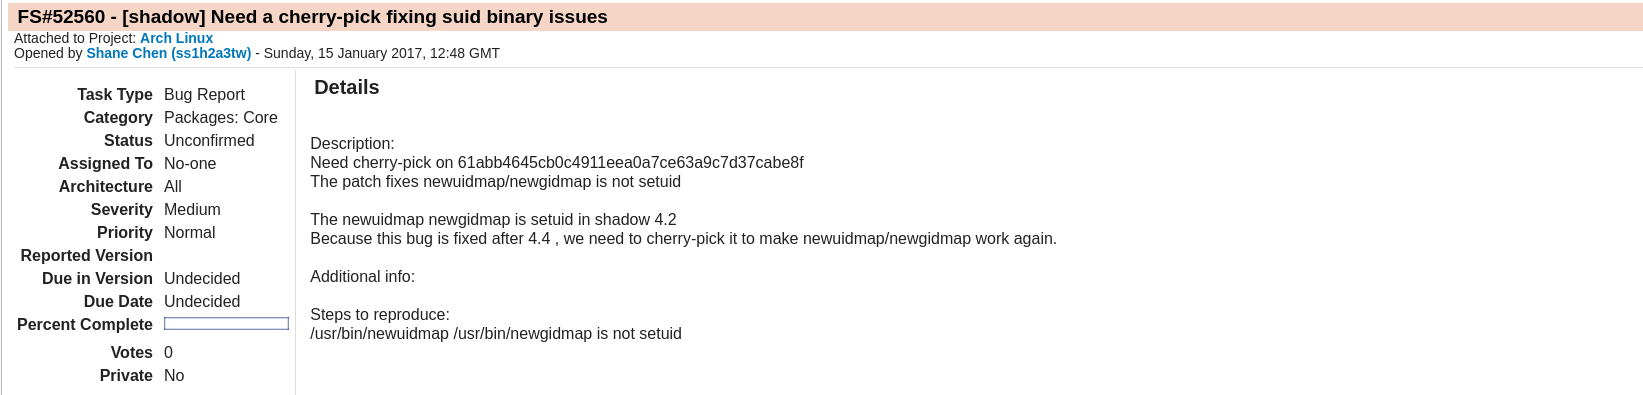 FS#52560 - [shadow] Need a cherry-pick fixing suid binary issues
Attached to Project: Arch Linux
Opened by Shane Chen (ss1h2a3tw) - Sunday, 15 January 2017, 12:48 GMT
Task Type Bug Report
Category Packages: Core
Status Unconfirmed
Assigned To No-one
Architecture All
Severity Medium
Priority Normal
Reported Version
Due in Version Undecided
Due Date Undecided
Percent Complete
Votes 0
Private No
Details
Description:
Need cherry-pick on 61abb4645cb0c4911eea0a7ce63a9c7d37cabe8f
The patch fixes newuidmap/newgidmap is not setuid
The newuidmap newgidmap is setuid in shadow 4.2
Because this bug is fixed after 4.4 , we need to cherry-pick it to make newuidmap/newgidmap work again.
Additional info:
Steps to reproduce:
/usr/bin/newuidmap /usr/bin/newgidmap is not setuid